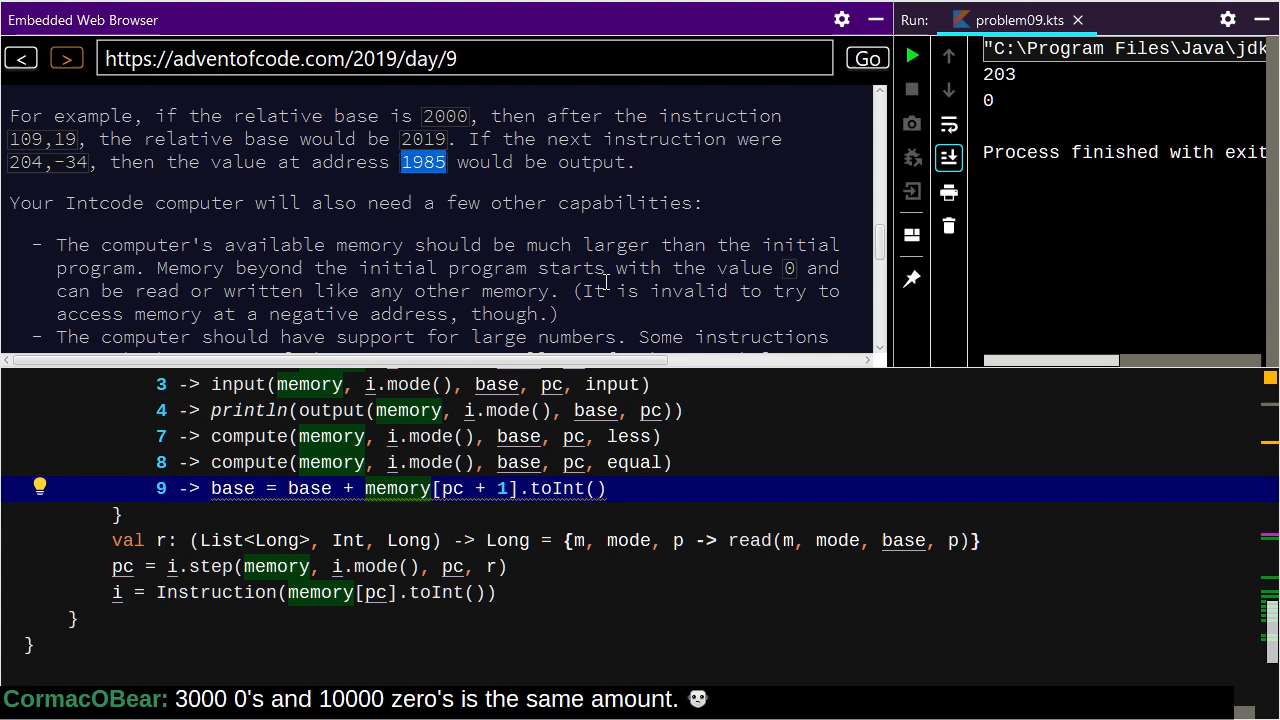 Embedded Web Browser
< > https://adventofcode.com/2019/day/9 Go
For example, if the relative base is 2000, then after the instruction
109,19, the relative base would be 2019. If the next instruction were
204,-34, then the value at address 1985 would be output.
Your Intcode computer will also need a few other capabilities:
- The computer's available memory should be much larger than the initial
program. Memory beyond the initial program starts with the value 0 and
can be read or written like any other memory. (It is invalid to try to
access memory at a negative address, though.)
- The computer should have support for large numbers. Some instructions
Run: problem09.kts
"C:\Program Files\Java\jdk
203
0
Process finished with exit
3 -> input(memory, i.mode(), base, pc, input)
4 -> println(output(memory, i.mode(), base, pc))
7 -> compute(memory, i.mode(), base, pc, less)
8 -> compute(memory, i.mode(), base, pc, equal)
9 -> base = base + memory[pc + 1].toInt()
}
val r: (List<Long>, Int, Long) -> Long = {m, mode, p -> read(m, mode, base, p)}
pc = i.step(memory, i.mode(), pc, r)
i = Instruction(memory[pc].toInt())
}
}
CormacOBear: 3000 0's and 10000 zero's is the same amount.